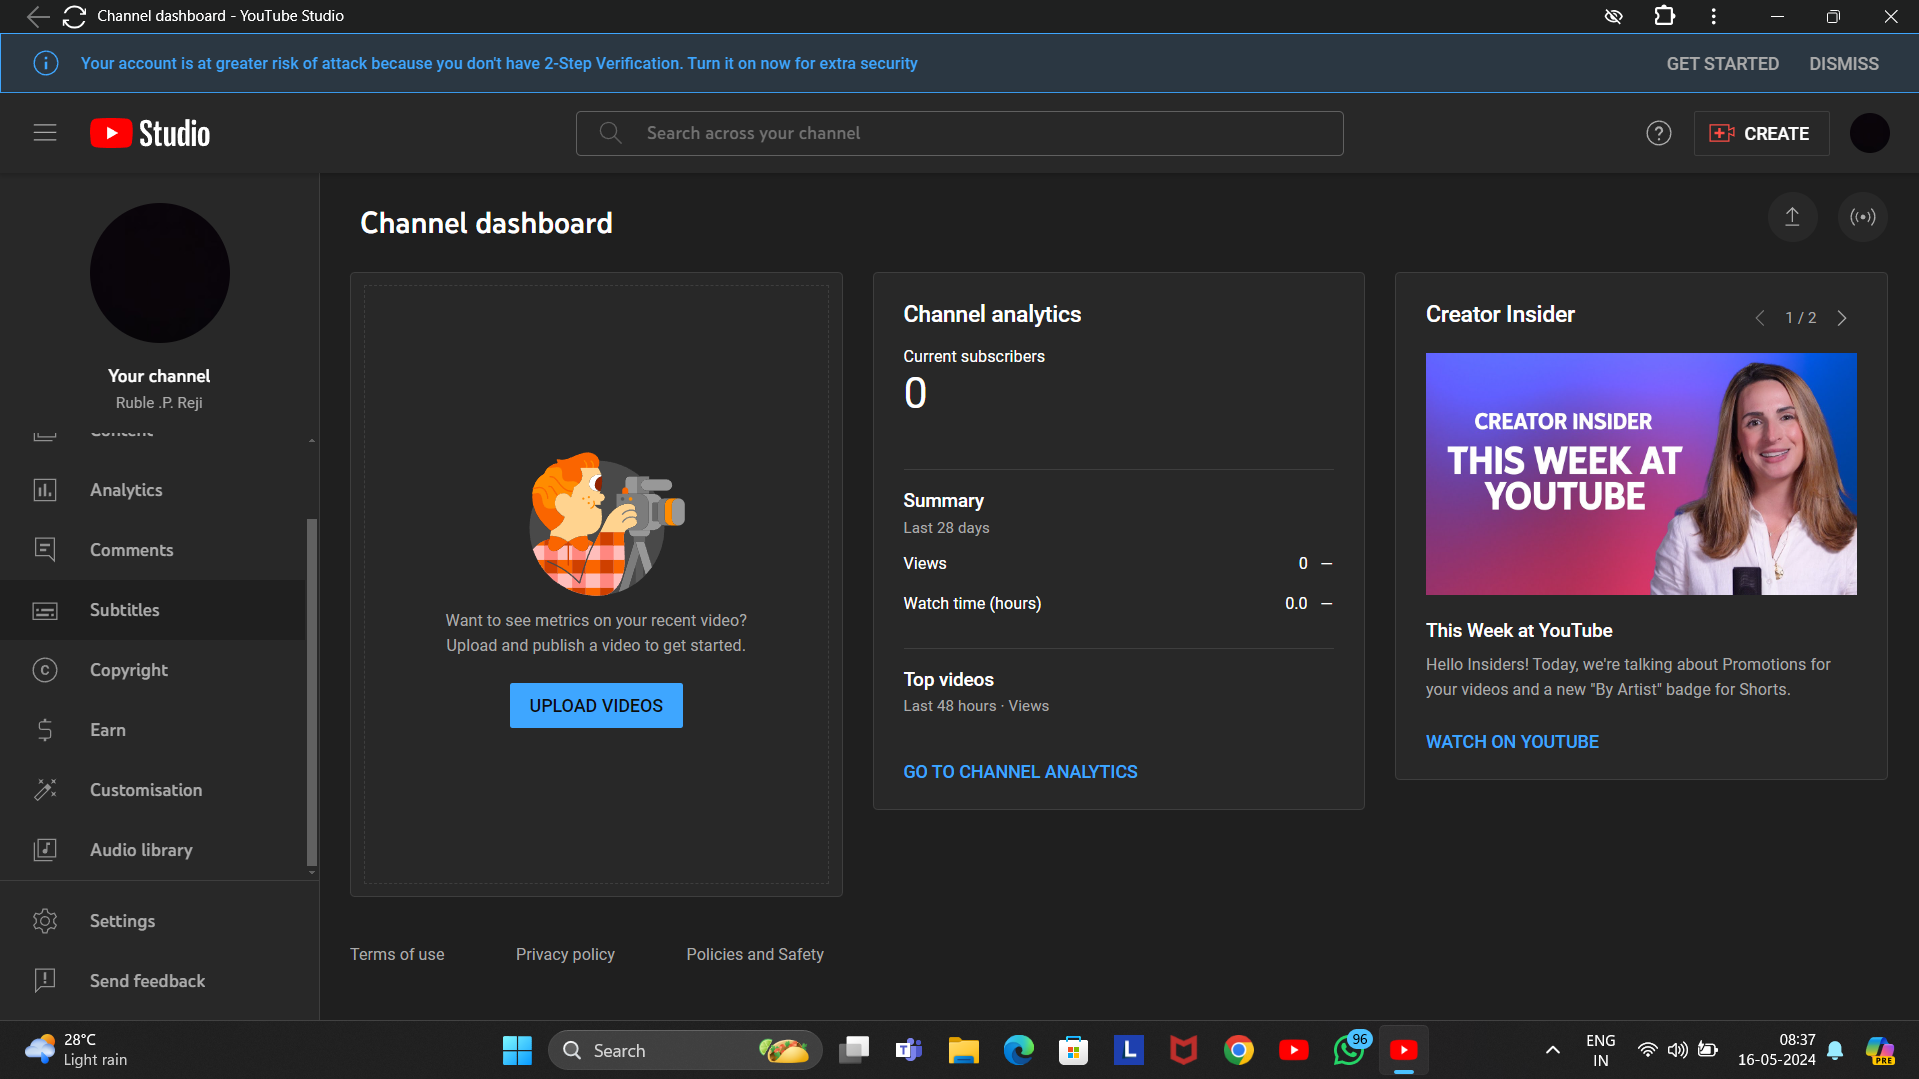 Channel dashboard - YouTube Studio
Your account is at greater risk of attack because you don't have 2-Step Verification. Turn it on now for extra security
GET STARTED
DISMISS
Studio
Search across your channel
CREATE
Your channel
Ruble .P. Reji
Content
Analytics
Comments
Subtitles
Copyright
Earn
Customisation
Audio library
Settings
Send feedback
Channel dashboard
Want to see metrics on your recent video?
Upload and publish a video to get started.
UPLOAD VIDEOS
Channel analytics
Current subscribers
0
Summary
Last 28 days
Views 0 —
Watch time (hours) 0.0 —
Top videos
Last 48 hours · Views
GO TO CHANNEL ANALYTICS
Creator Insider
1 / 2
CREATOR INSIDER
THIS WEEK AT
YOUTUBE
This Week at YouTube
Hello Insiders! Today, we're talking about Promotions for
your videos and a new "By Artist" badge for Shorts.
WATCH ON YOUTUBE
Terms of use
Privacy policy
Policies and Safety
28°C
Light rain
Search
T
L
96
ENG
IN
08:37
16-05-2024
PRE